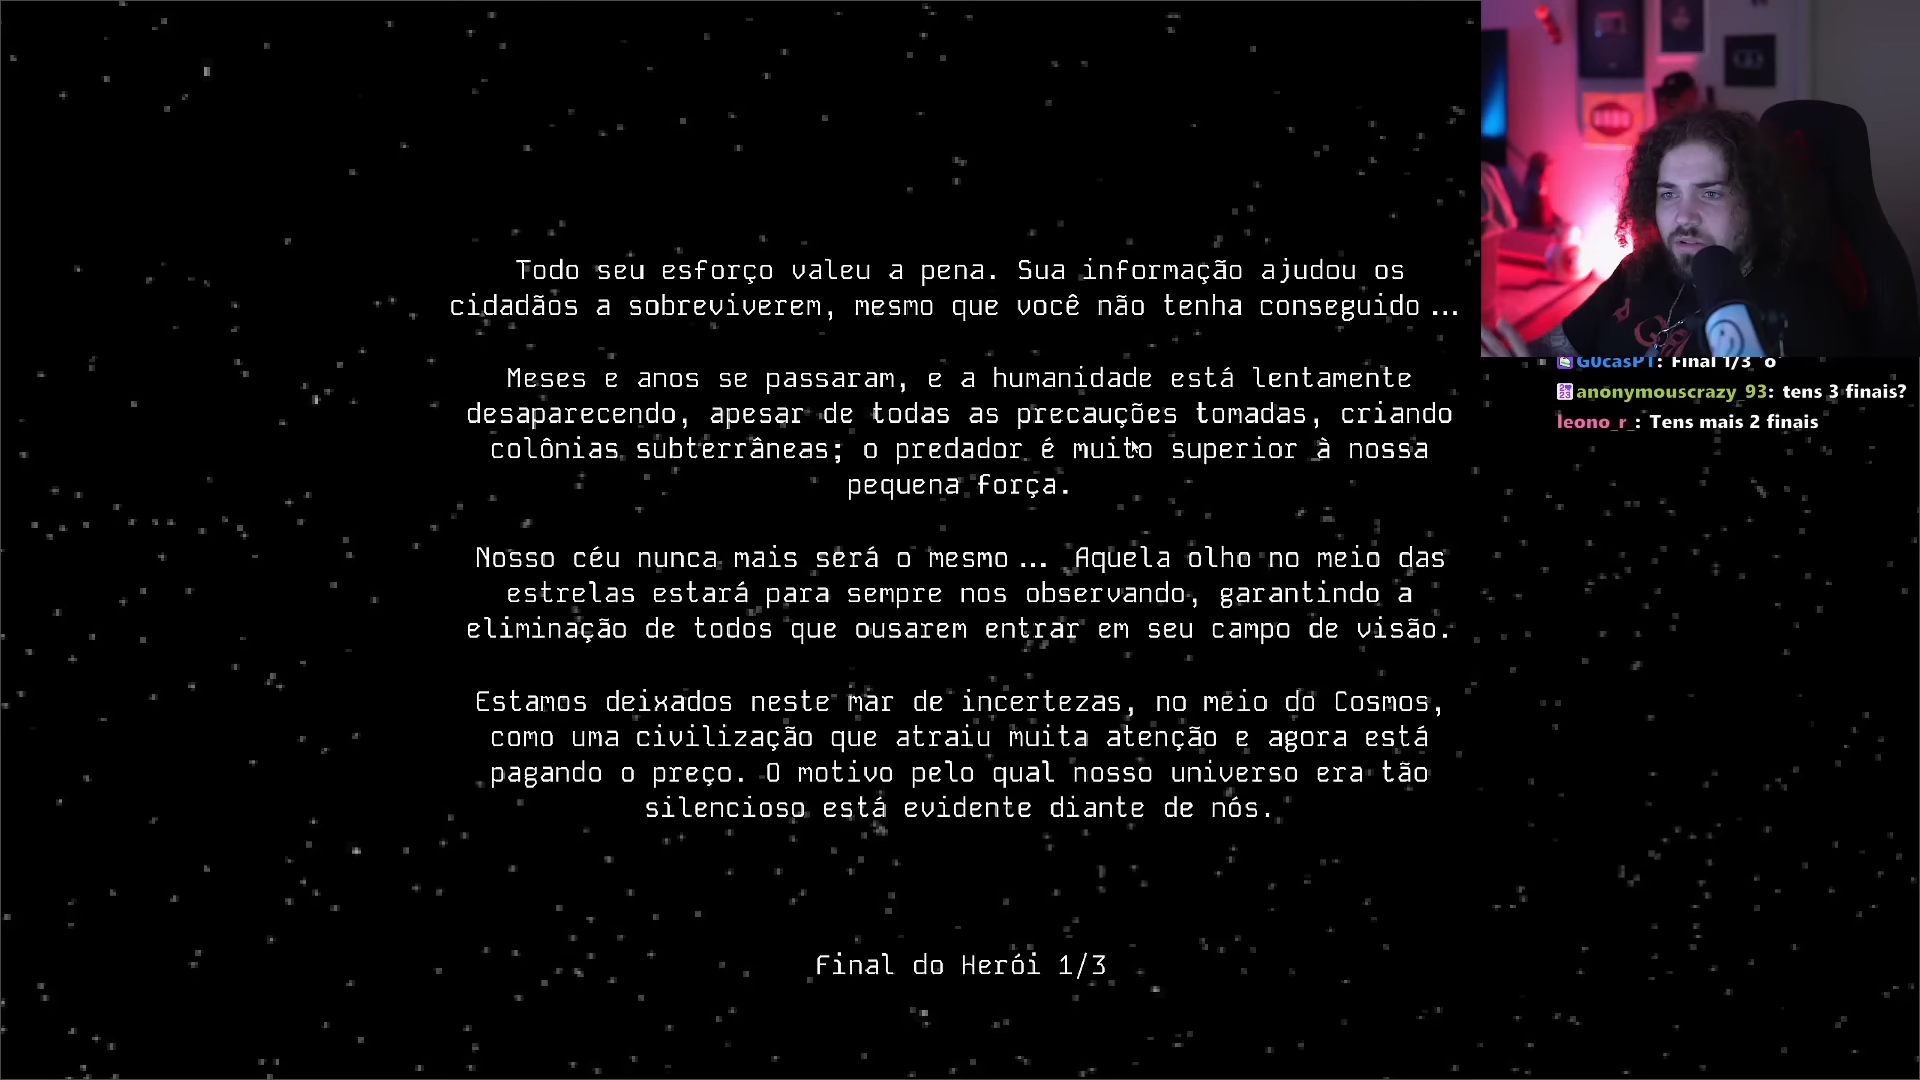 Todo seu esforço valeu a pena. Sua informação ajudou os
cidadãos a sobreviverem, mesmo que você não tenha conseguido...
Meses e anos se passaram, e a humanidade está lentamente
desaparecendo, apesar de todas as precauções tomadas, criando
colônias subterrâneas; o predador é muito superior à nossa
pequena força.
Nosso céu nunca mais será o mesmo... Aquela olho no meio das
estrelas estará para sempre nos observando, garantindo a
eliminação de todos que ousarem entrar em seu campo de visão.
Estamos deixados neste mar de incertezas, no meio do Cosmos,
como uma civilização que atraiu muita atenção e agora está
pagando o preço. O motivo pelo qual nosso universo era tão
silencioso está evidente diante de nós.
Final do Herói 1/3
G0casPT: Final 1/3 ´o`
anonymouscrazy_93: tens 3 finais?
leono_r_: Tens mais 2 finais